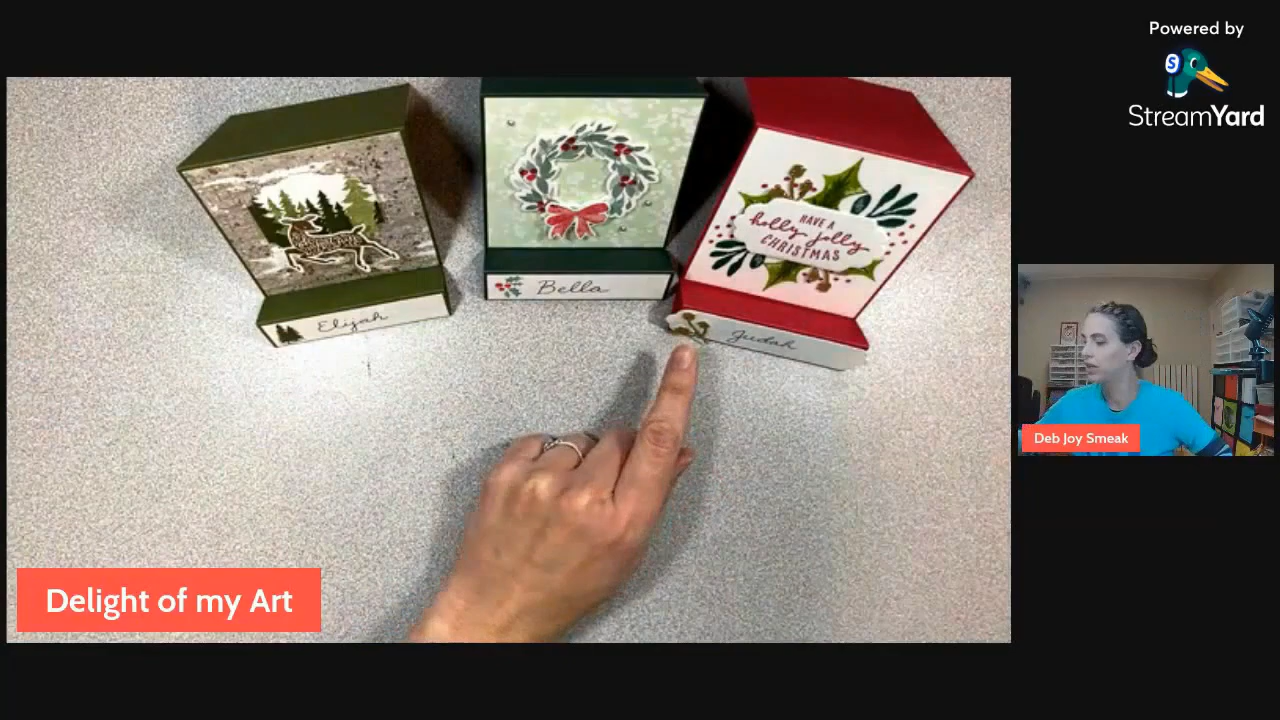 Powered by
S
StreamYard
Elijah
Bella
HAVE A
holly jolly
CHRISTMAS
Judah
Deb Joy Smeak
Delight of my Art